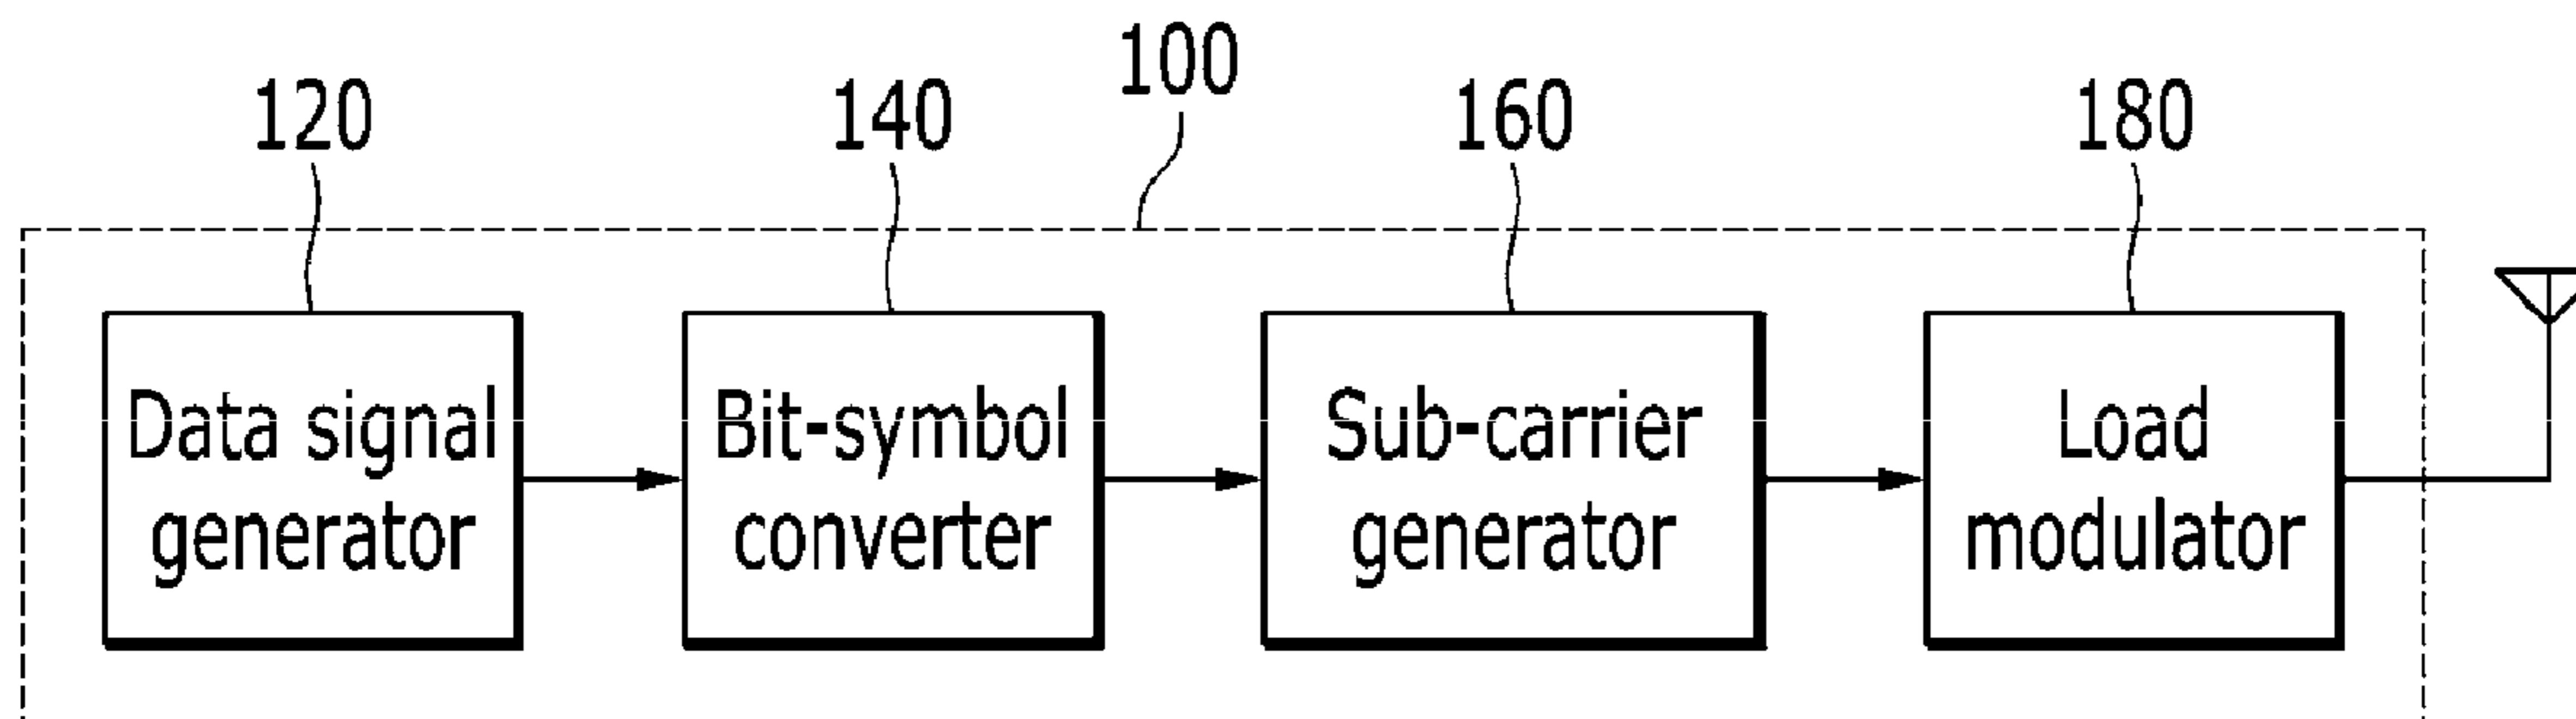 100
120
140
160
180
Data signal
generator
Bit-symbol
converter
Sub-carrier
generator
Load
modulator